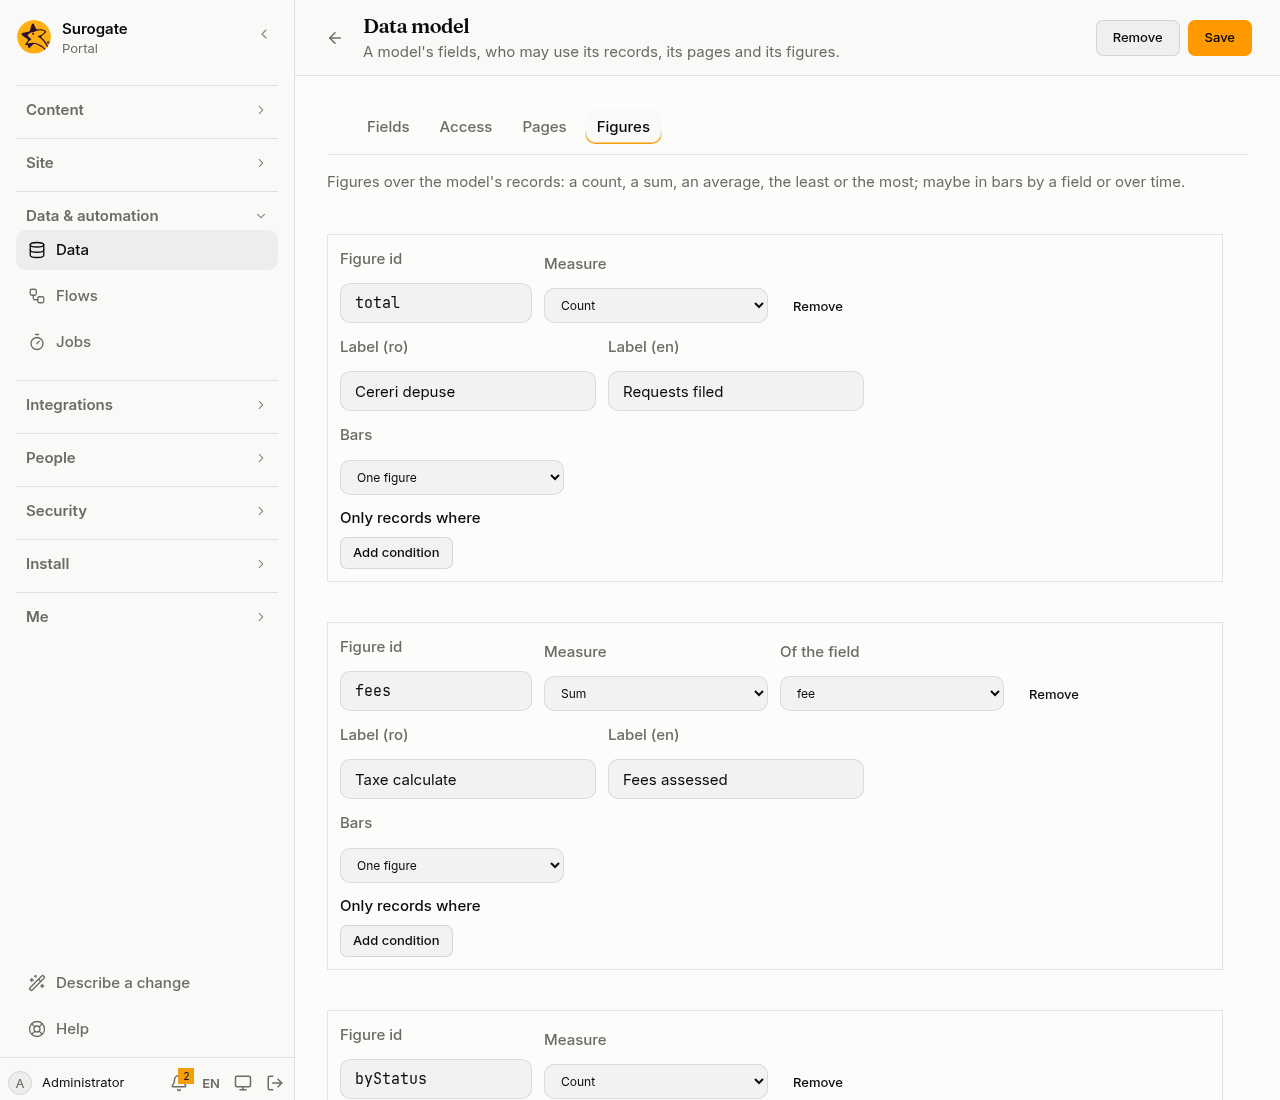 Surogate
Portal
Content
Site
Data & automation
Data
Flows
Jobs
Integrations
People
Security
Install
Me
Describe a change
Help
A
Administrator
2
EN
Data model
A model's fields, who may use its records, its pages and its figures.
Remove
Save
Fields
Access
Pages
Figures
Figures over the model's records: a count, a sum, an average, the least or the most; maybe in bars by a field or over time.
Figure id
Measure
total
Count
Remove
Label (ro)
Label (en)
Cereri depuse
Requests filed
Bars
One figure
Only records where
Add condition
Figure id
Measure
Of the field
fees
Sum
fee
Remove
Label (ro)
Label (en)
Taxe calculate
Fees assessed
Bars
One figure
Only records where
Add condition
Figure id
Measure
byStatus
Count
Remove